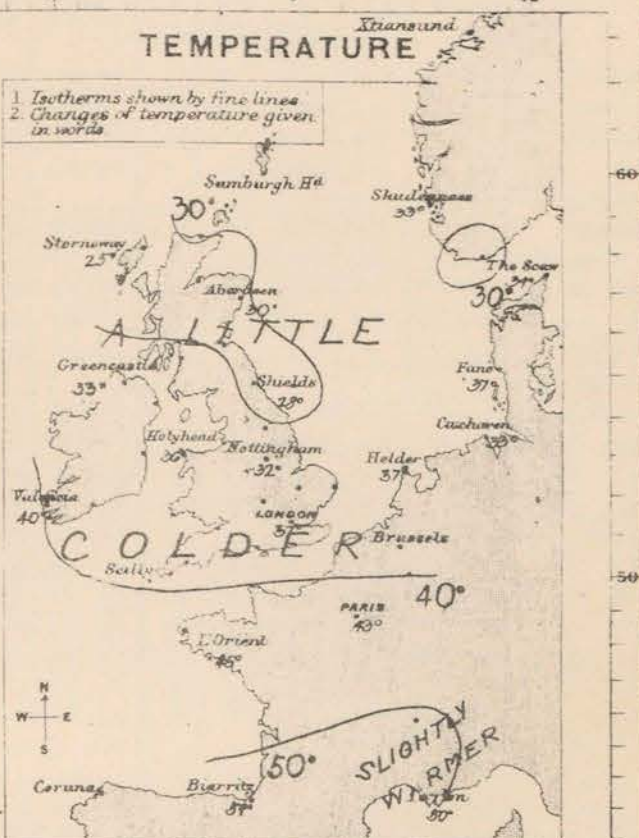 Xtiansund
TEMPERATURE
1 Isotherms shown by fine lines
2. Changes of temperature given
in words
60
Sumburgh Hd
Skudesnaes
33°
30°
Stornoway
25°
The Scaw
30°
Aberdeen
30°
A LITTLE
Greencastle
33°
Shields
Fano
37°
Cuxhaven
33°
Holyhead
36°
Nottingham
32°
Helder
37°
Valencia
40°
LONDON
37°
COLDER
Brussels
Scilly
50
40°
PARIS
43°
L'Orient
45°
N
W E
S
50°
SLIGHTLY
WARMER
Coruna
Biarritz
57°
50°